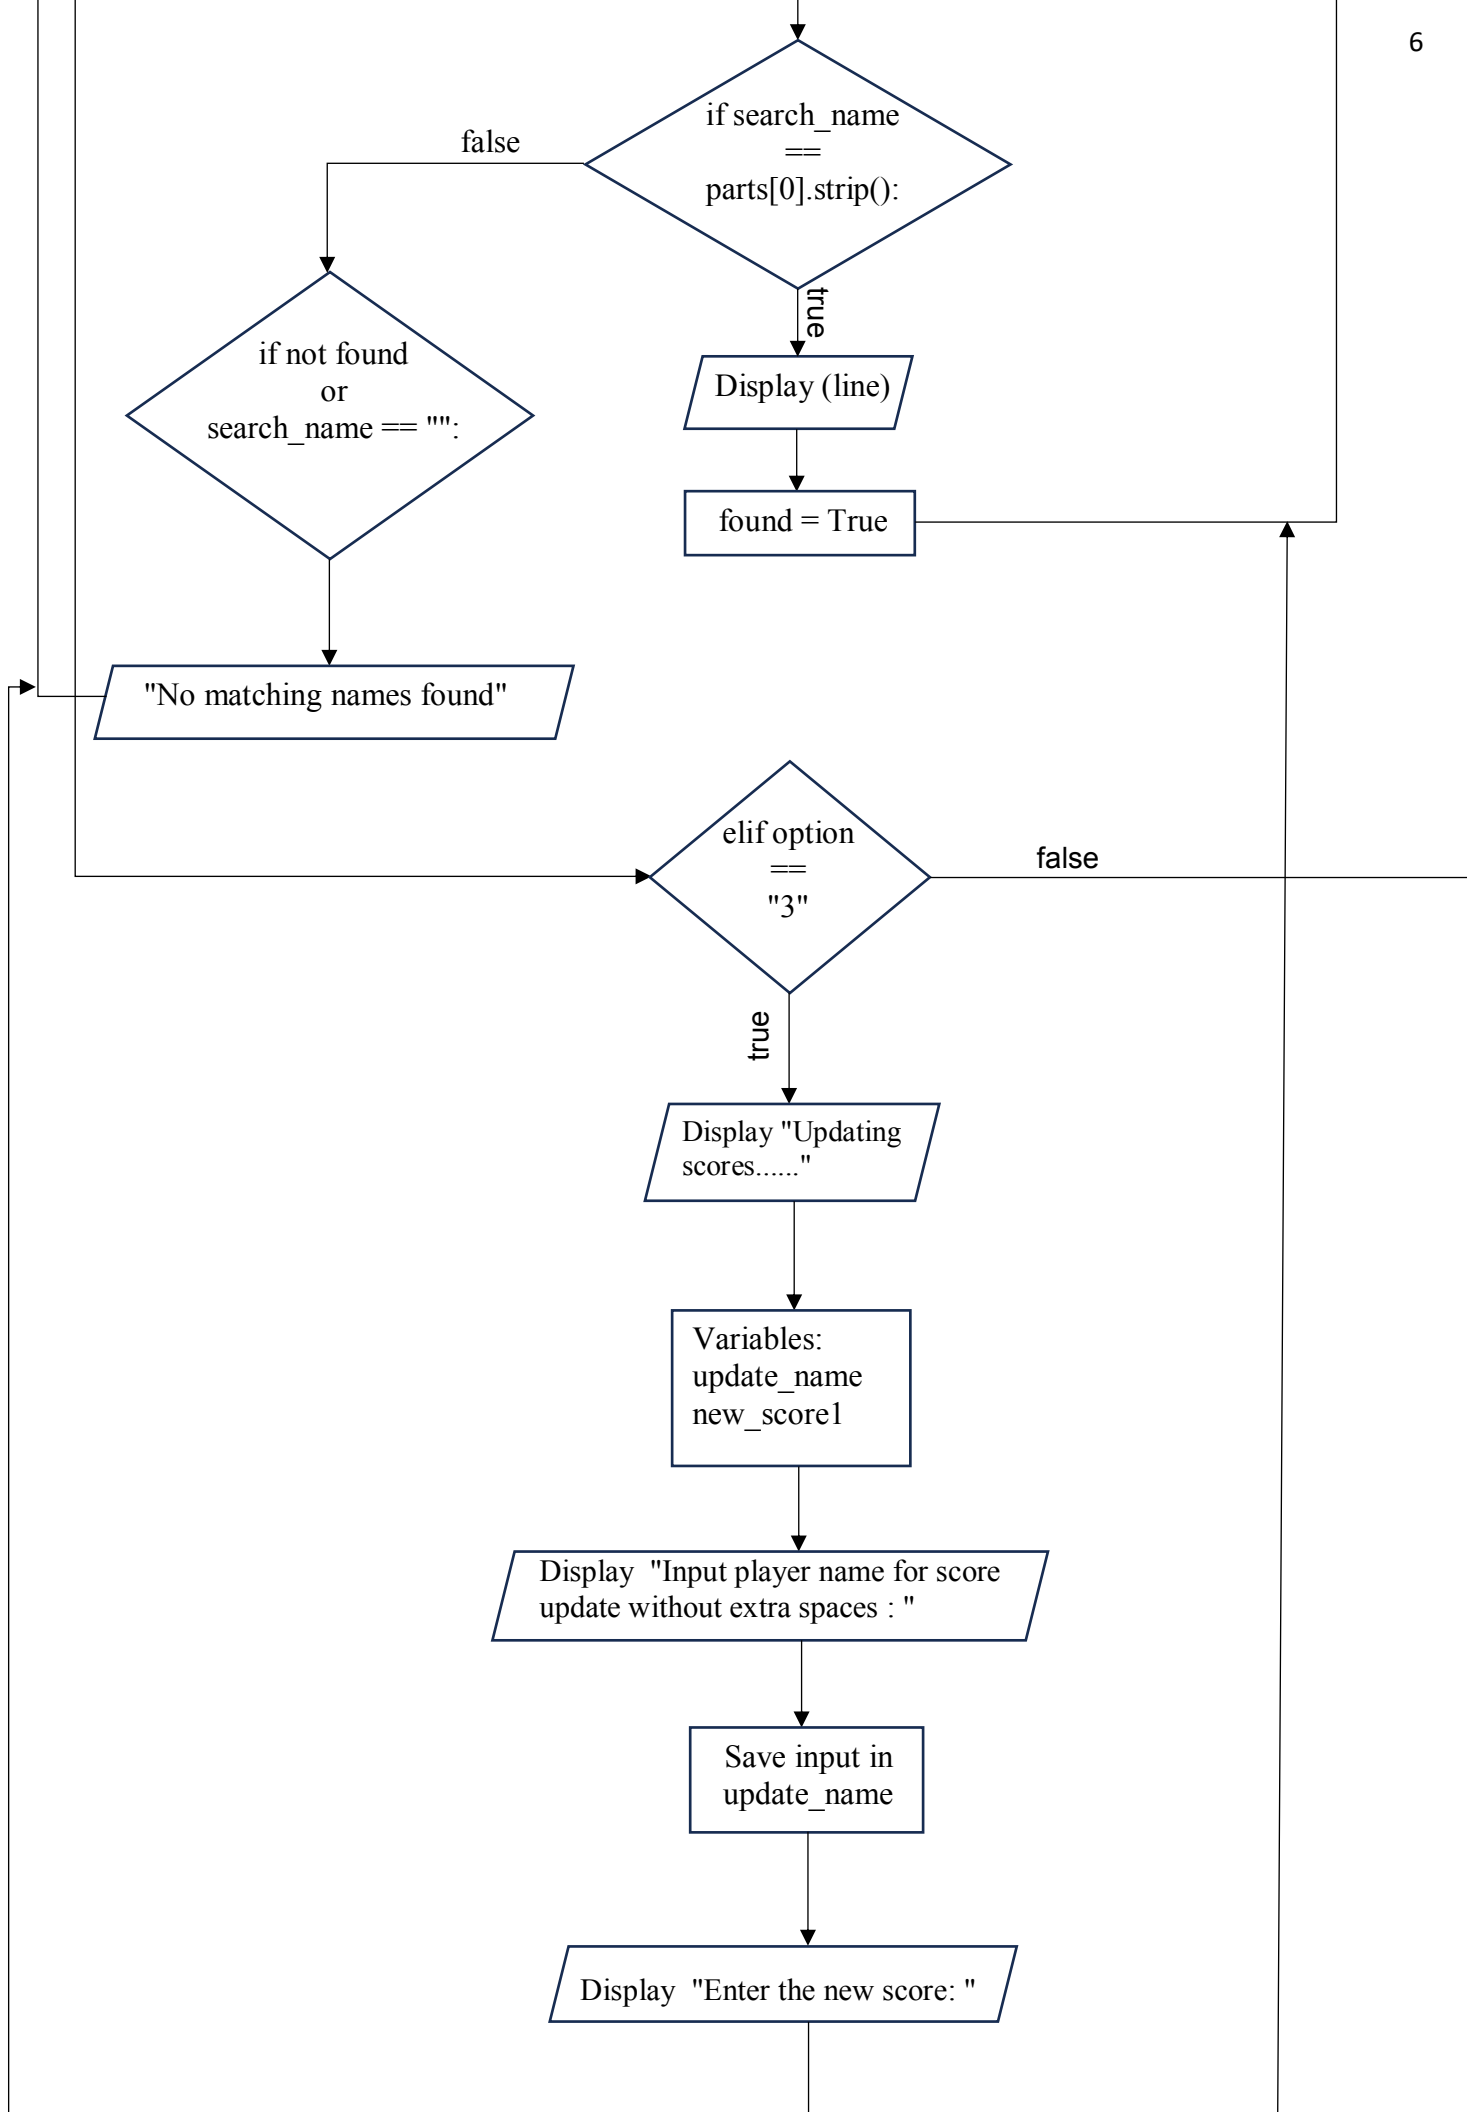 6
if search_name
==
parts[0].strip():
false
true
if not found
or
search_name == "":
Display (line)
found = True
"No matching names found"
elif option
==
"3"
false
true
Display "Updating
scores......"
Variables:
update_name
new_score1
Display  "Input player name for score
update without extra spaces : "
Save input in
update_name
Display  "Enter the new score: "